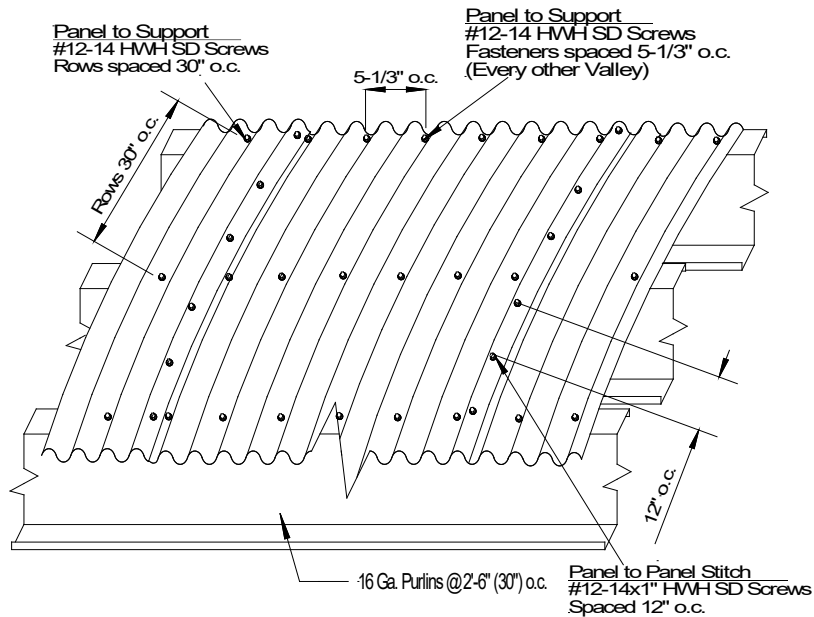 Panel to Support
#12-14 HWH SD Screws
Rows spaced 30" o.c.
Panel to Support
#12-14 HWH SD Screws
Fasteners spaced 5-1/3" o.c.
(Every other Valley)
5-1/3" o.c.
Rows 30" o.c.
12" o.c.
16 Ga. Purlins @ 2'-6" (30") o.c.
Panel to Panel Stitch
#12-14x1" HWH SD Screws
Spaced 12" o.c.